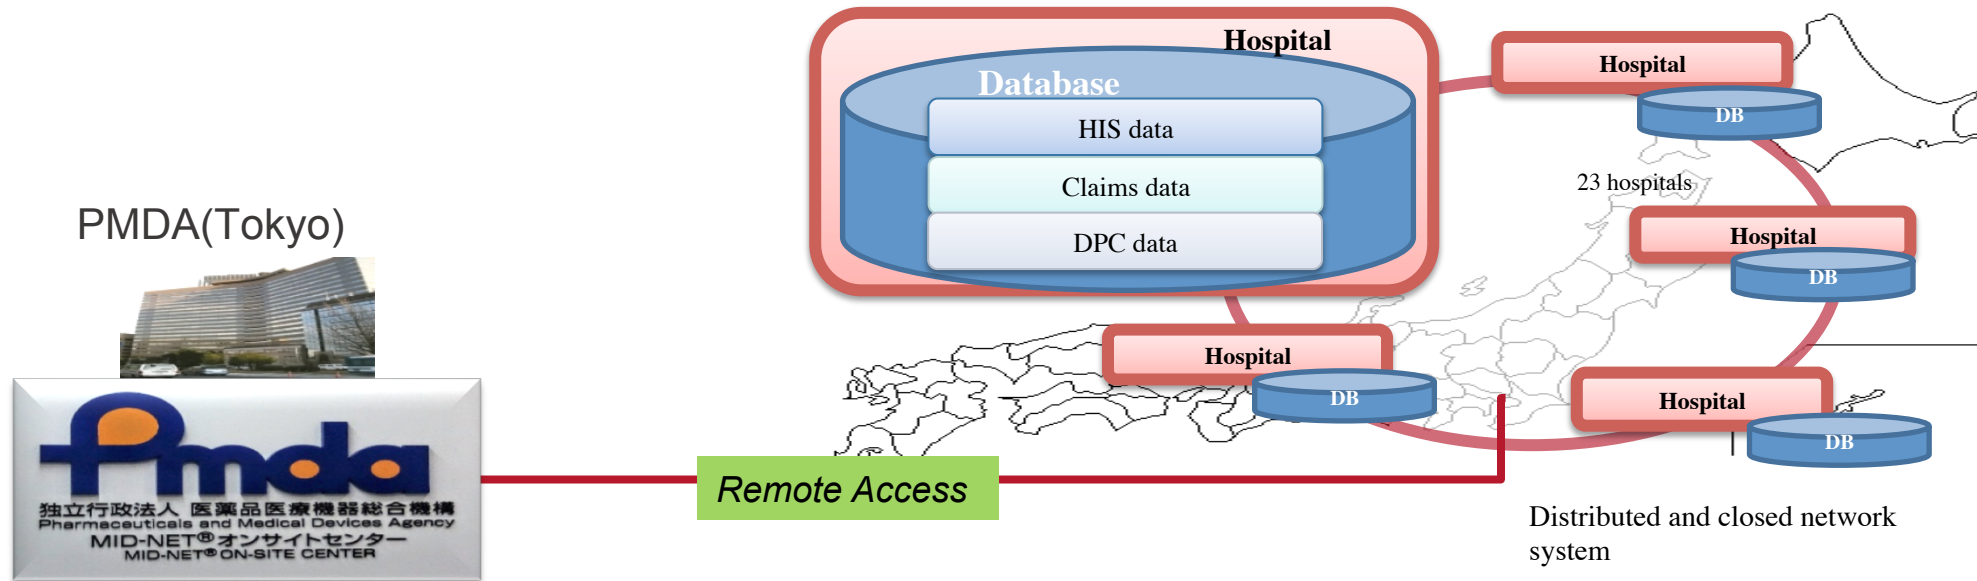 PMDA(Tokyo)
Pmda
独立行政法人 医薬品医療機器総合機構
Pharmaceuticals and Medical Devices Agency
MID-NET®オンサイトセンター
MID-NET® ON-SITE CENTER
Remote Access
Hospital
Database
HIS data
Claims data
DPC data
Hospital
DB
23 hospitals
Hospital
DB
Hospital
DB
Hospital
DB
Distributed and closed network
system